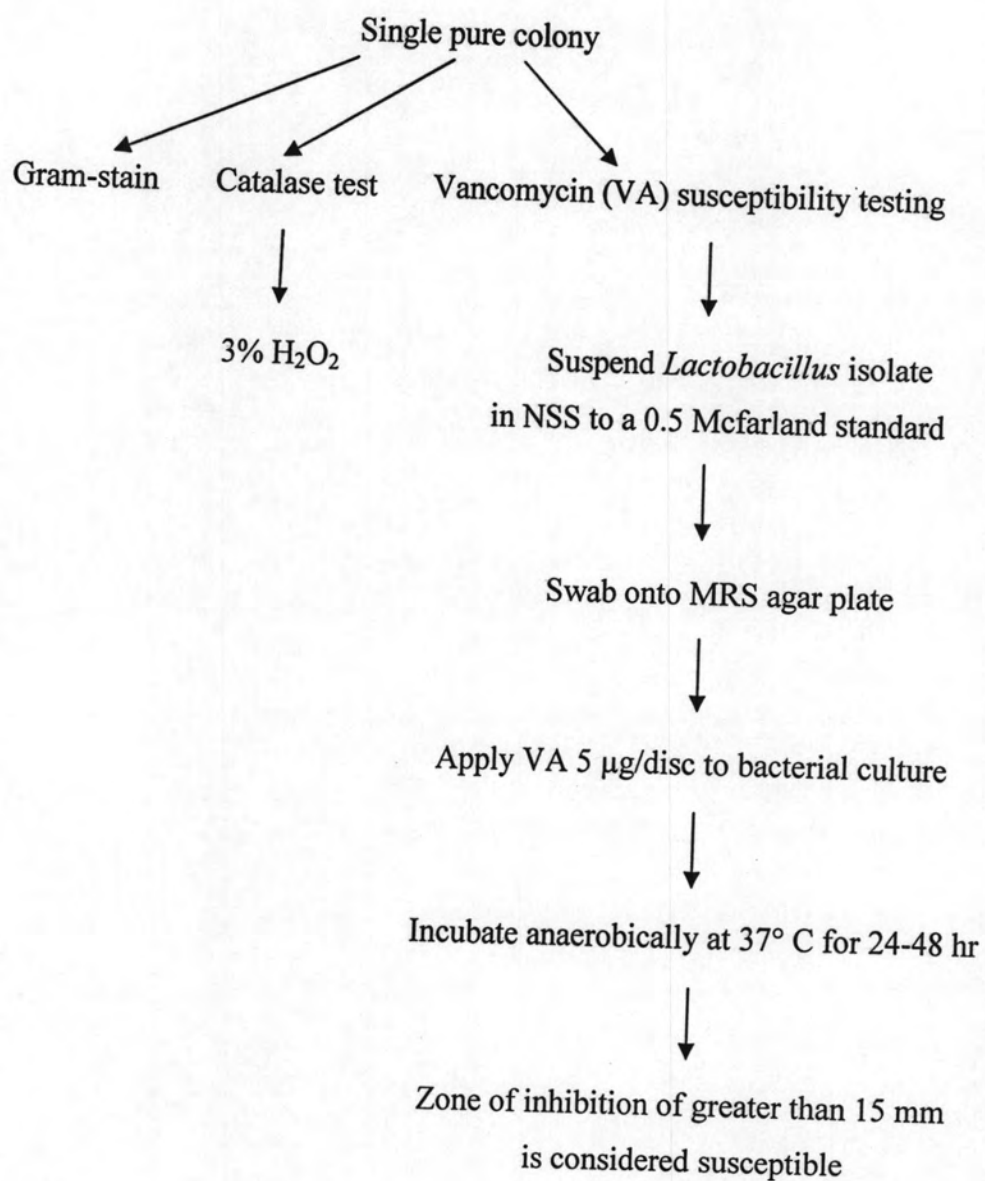 Single pure colony
Gram-stain
Catalase test
Vancomycin (VA) susceptibility testing
3% H₂O₂
Suspend Lactobacillus isolate
in NSS to a 0.5 Mcfarland standard
Swab onto MRS agar plate
Apply VA 5 µg/disc to bacterial culture
Incubate anaerobically at 37° C for 24-48 hr
Zone of inhibition of greater than 15 mm
is considered susceptible